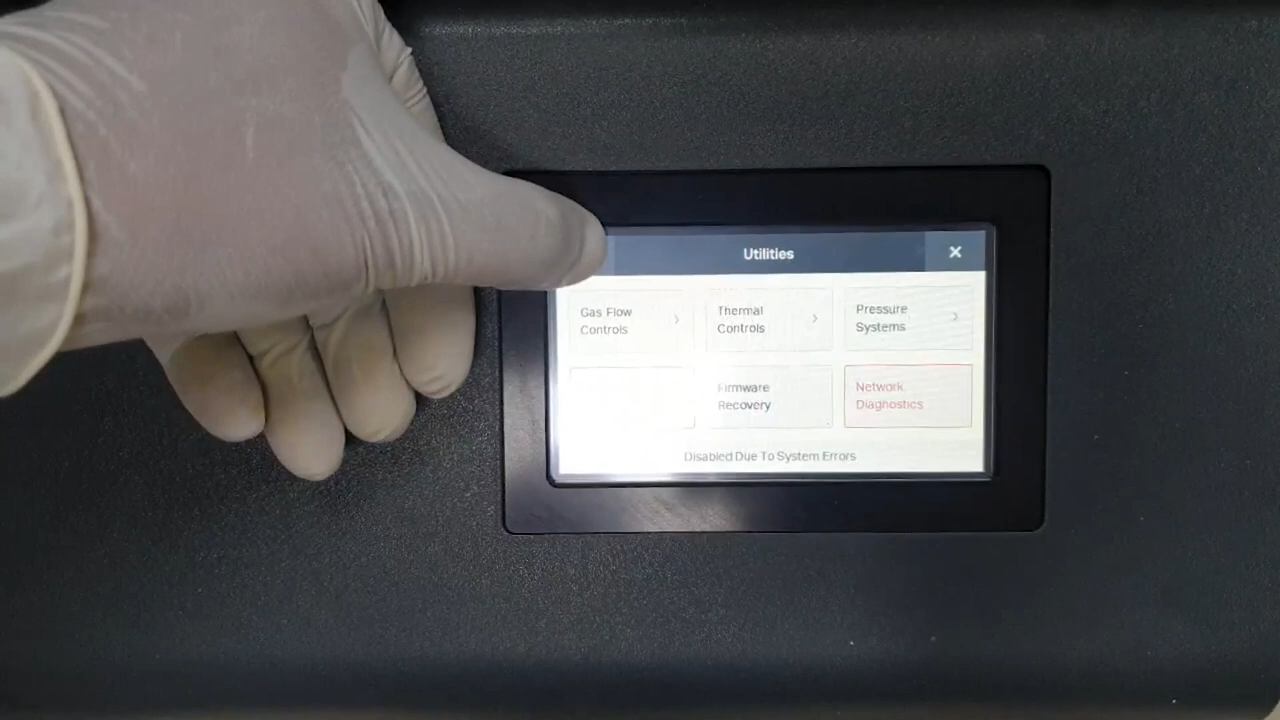 Utilities
Gas Flow
Controls
Thermal
Controls
Pressure
Systems
Firmware
Recovery
Network
Diagnostics
Disabled Due To System Errors